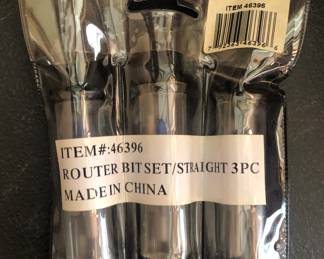 ITEM 46396
ITEM#:46396
ROUTER BIT SET/STRAIGHT 3PC
MADE IN CHINA